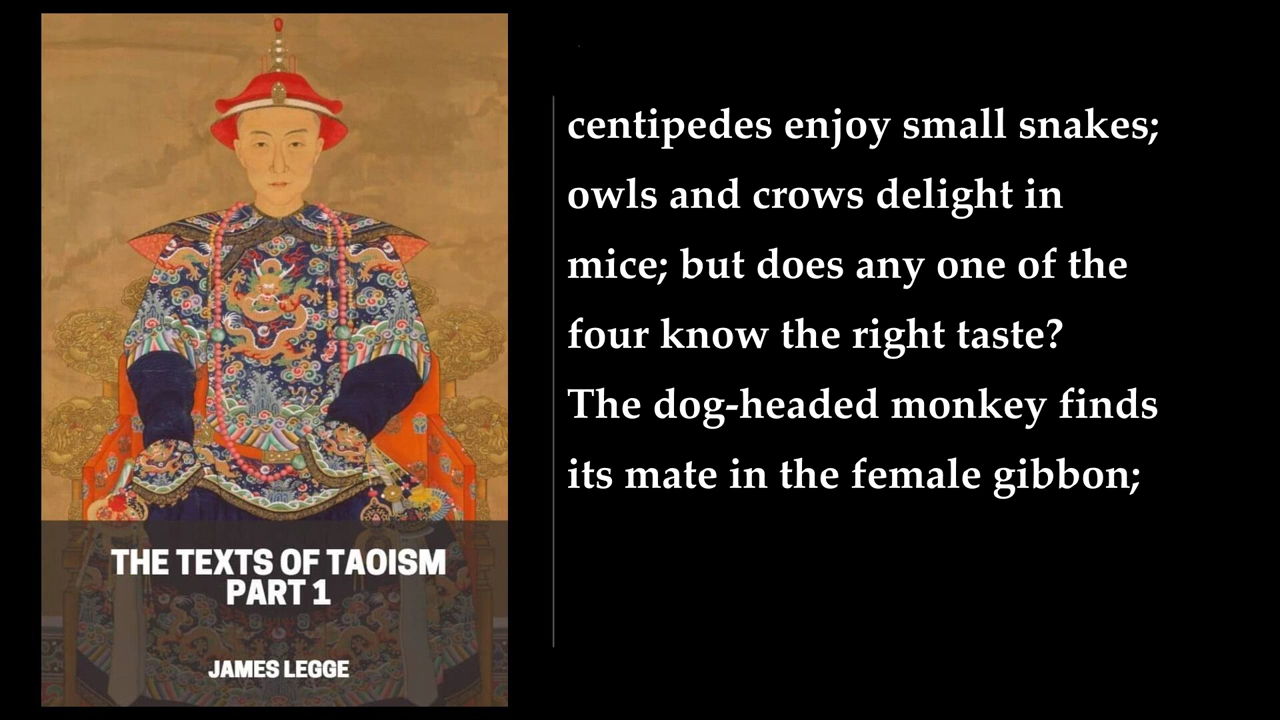 THE TEXTS OF TAOISM
PART 1
JAMES LEGGE
centipedes enjoy small snakes;
owls and crows delight in
mice; but does any one of the
four know the right taste?
The dog-headed monkey finds
its mate in the female gibbon;